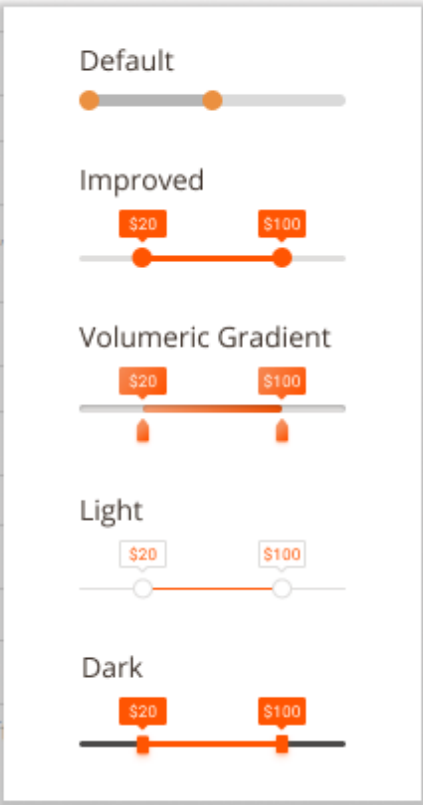 Default
Improved
$20 $100
Volumeric Gradient
$20 $100
Light
$20 $100
Dark
$20 $100